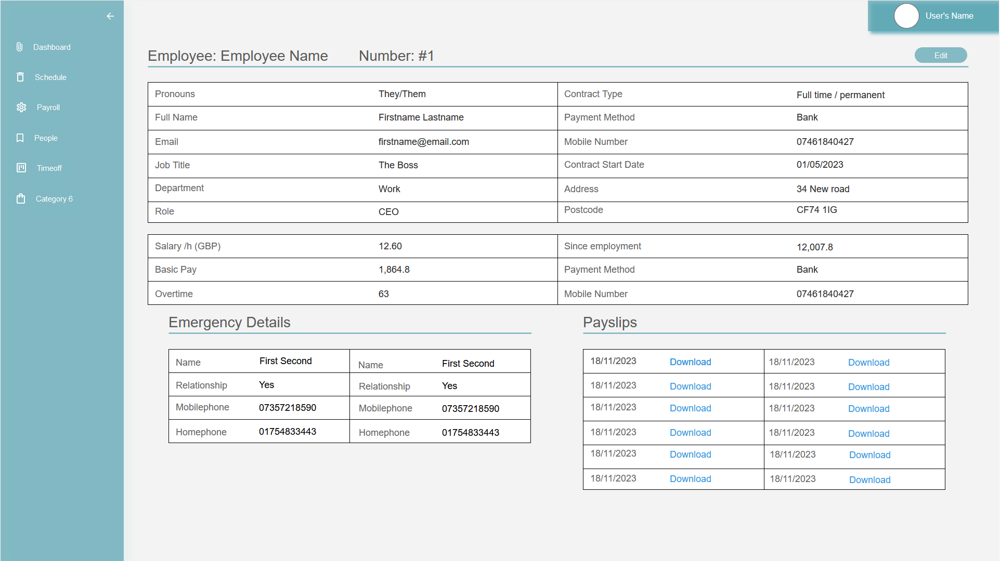 User's Name
Dashboard
Schedule
Payroll
People
Timeoff
Category 6
Employee: Employee Name Number: #1
Edit
Pronouns They/Them Contract Type Full time / permanent
Full Name Firstname Lastname Payment Method Bank
Email firstname@email.com Mobile Number 07461840427
Job Title The Boss Contract Start Date 01/05/2023
Department Work Address 34 New road
Role CEO Postcode CF74 1IG
Salary /h (GBP) 12.60 Since employment 12,007.8
Basic Pay 1,864.8 Payment Method Bank
Overtime 63 Mobile Number 07461840427
Emergency Details
Name First Second Name First Second
Relationship Yes Relationship Yes
Mobilephone 07357218590 Mobilephone 07357218590
Homephone 01754833443 Homephone 01754833443
Payslips
18/11/2023 Download 18/11/2023 Download
18/11/2023 Download 18/11/2023 Download
18/11/2023 Download 18/11/2023 Download
18/11/2023 Download 18/11/2023 Download
18/11/2023 Download 18/11/2023 Download
18/11/2023 Download 18/11/2023 Download